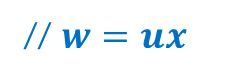 // w = ux